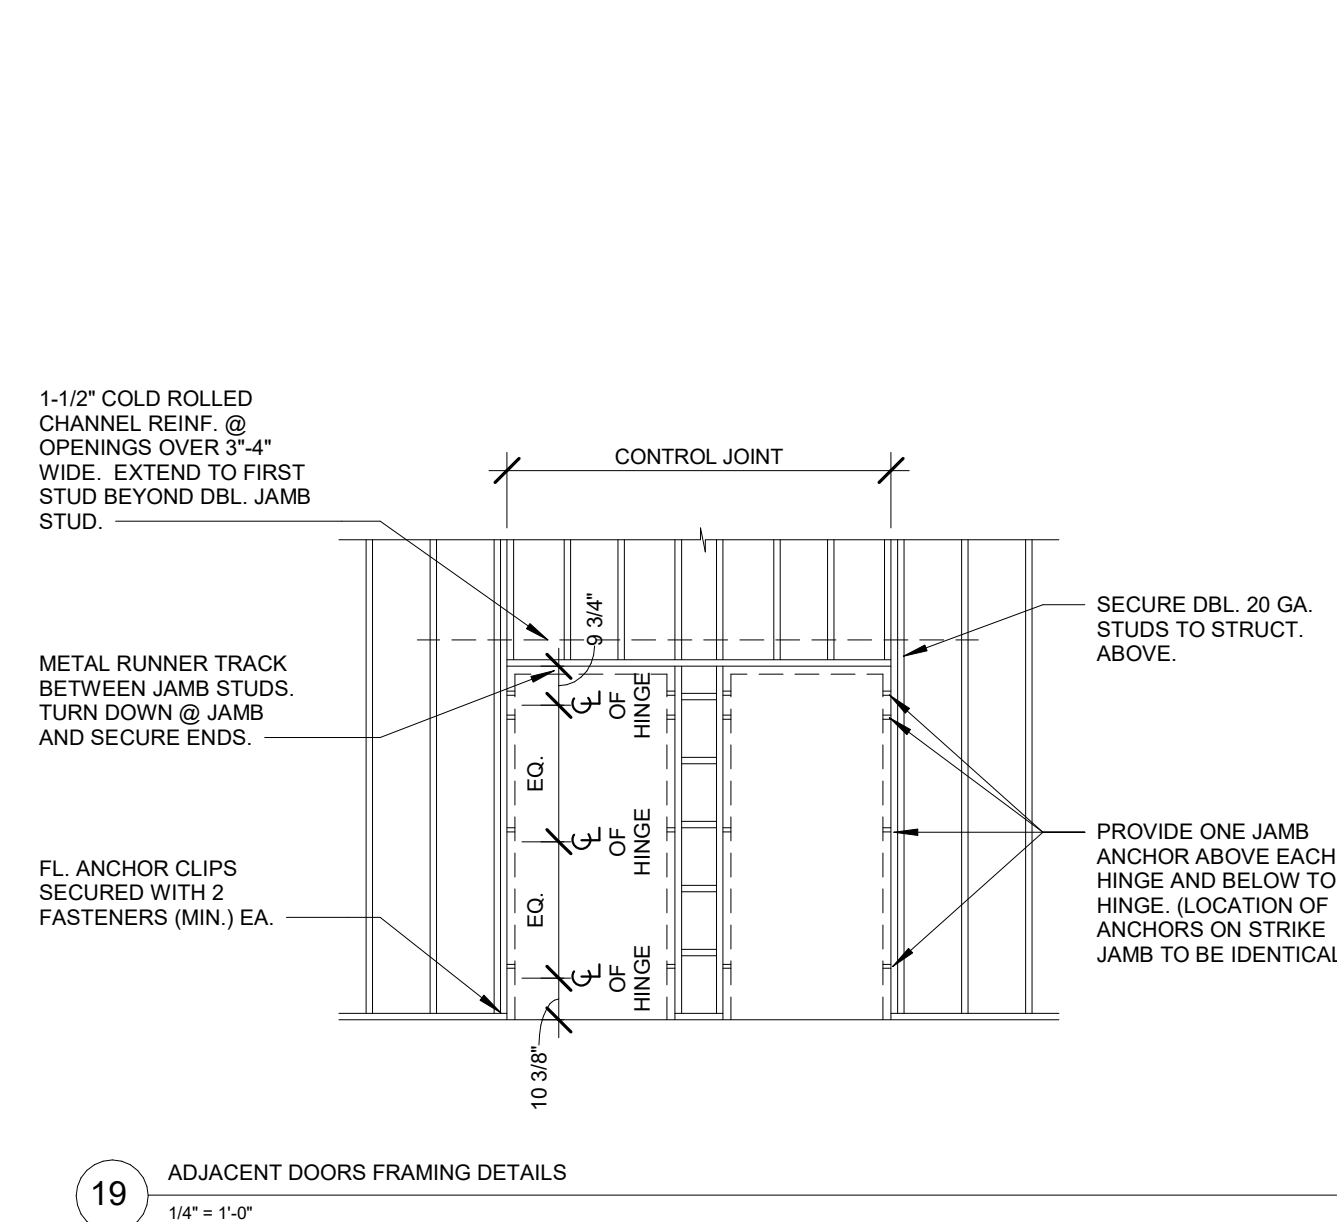 1-1/2" COLD ROLLED
CHANNEL REINF. @
OPENINGS OVER 3"-4"
WIDE. EXTEND TO FIRST
STUD BEYOND DBL. JAMB
STUD.
CONTROL JOINT
METAL RUNNER TRACK
BETWEEN JAMB STUDS.
TURN DOWN @ JAMB
AND SECURE ENDS.
FL. ANCHOR CLIPS
SECURED WITH 2
FASTENERS (MIN.) EA.
9 3/4"
CL
OF
HINGE
EQ.
CL
OF
HINGE
EQ.
CL
OF
HINGE
10 3/8"
SECURE DBL. 20 GA.
STUDS TO STRUCT.
ABOVE.
PROVIDE ONE JAMB
ANCHOR ABOVE EACH
HINGE AND BELOW TO
HINGE. (LOCATION OF
ANCHORS ON STRIKE
JAMB TO BE IDENTICAL
19
ADJACENT DOORS FRAMING DETAILS
1/4" = 1'-0"